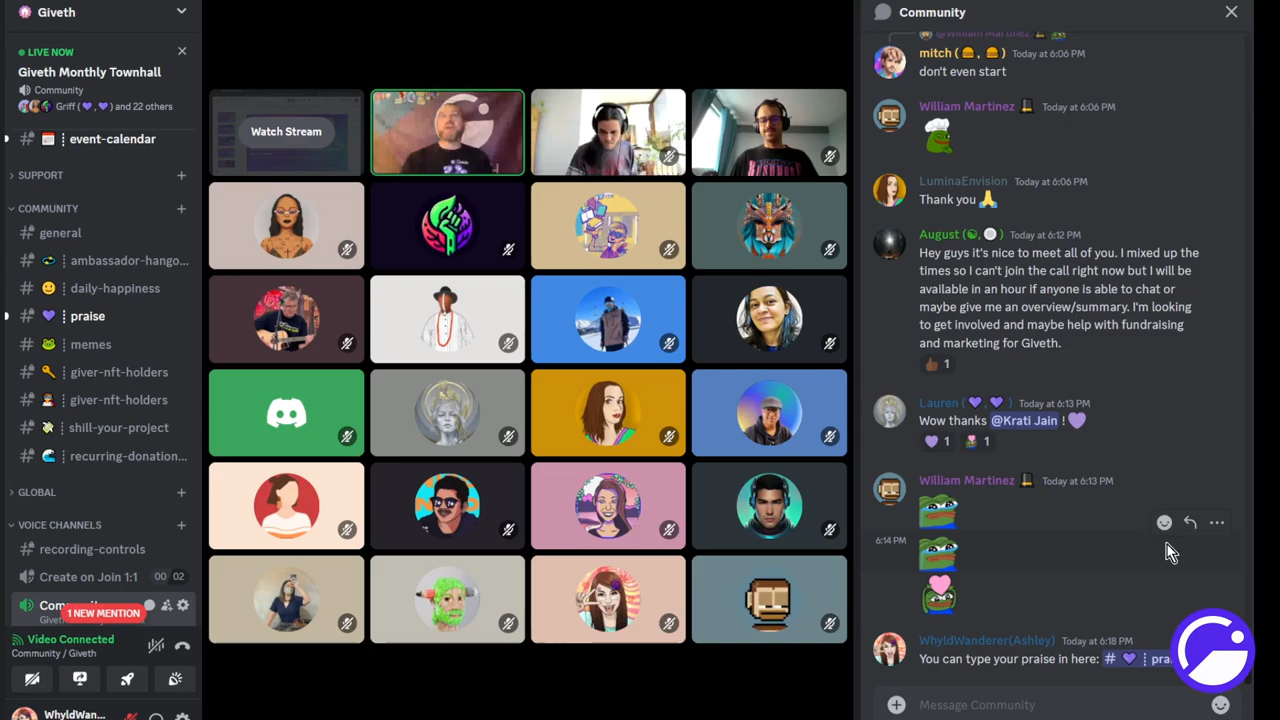 Giveth
LIVE NOW
Giveth Monthly Townhall
Community
Griff (💜,💜) and 22 others
event-calendar
SUPPORT
COMMUNITY
general
ambassador-hango...
daily-happiness
praise
memes
giver-nft-holders
giver-nft-holders
shill-your-project
recurring-donation...
GLOBAL
VOICE CHANNELS
recording-controls
Create on Join 1:1 00 02
1 NEW MENTION
Video Connected
Community / Giveth
WhyldWan...
Watch Stream
Community
@William Martinez
mitch (🍔,🍔) Today at 6:06 PM
don't even start
William Martinez Today at 6:06 PM
LuminaEnvision Today at 6:06 PM
Thank you 🙏
August (☯,⚪) Today at 6:12 PM
Hey guys it's nice to meet all of you. I mixed up the
times so I can't join the call right now but I will be
available in an hour if anyone is able to chat or
maybe give me an overview/summary. I'm looking
to get involved and maybe help with fundraising
and marketing for Giveth.
1
Lauren (💜,💜) Today at 6:13 PM
Wow thanks @Krati Jain ! 💜
1 1
William Martinez Today at 6:13 PM
6:14 PM
WhyldWanderer(Ashley) Today at 6:18 PM
You can type your praise in here: # 💜
Message Community